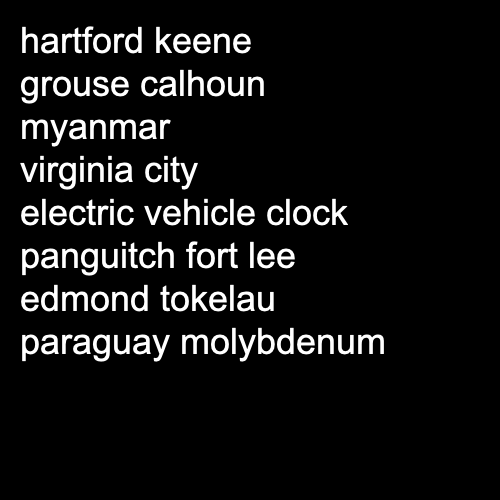 hartford keene
grouse calhoun
myanmar
virginia city
electric vehicle clock
panguitch fort lee
edmond tokelau
paraguay molybdenum